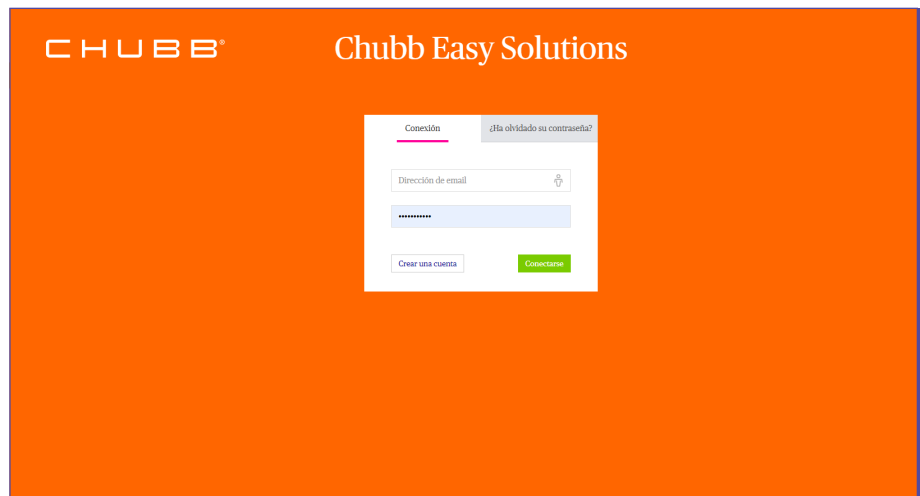 CHUBB®
Chubb Easy Solutions
Conexión
¿Ha olvidado su contraseña?
Dirección de email
•••••••••••
Crear una cuenta
Conectarse